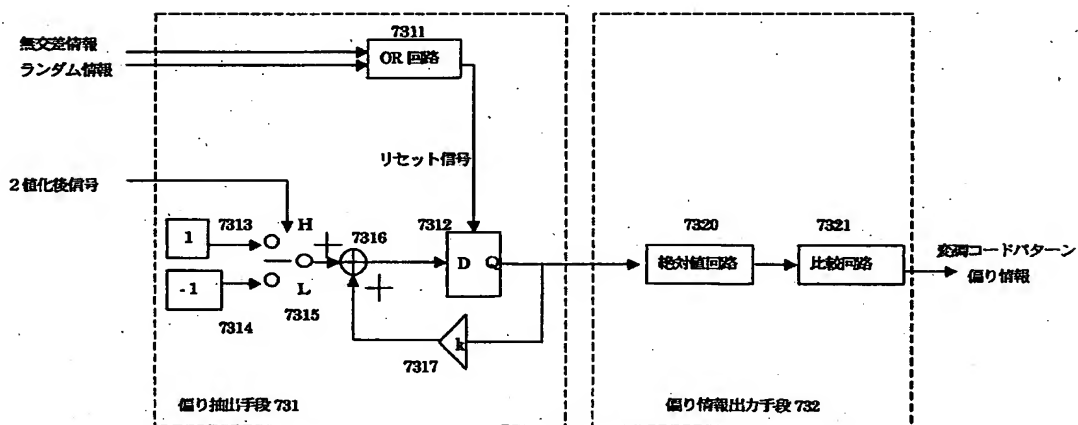 7311
無交差情報
OR 回路
ランダム情報
リセット信号
2値化後信号
7313
H
7316
7312
7320
7321
1
D Q
絶対値回路
比較回路
変調コードパターン
偏り情報
-1
L
7315
7314
k
7317
偏り抽出手段 731
偏り情報出力手段 732